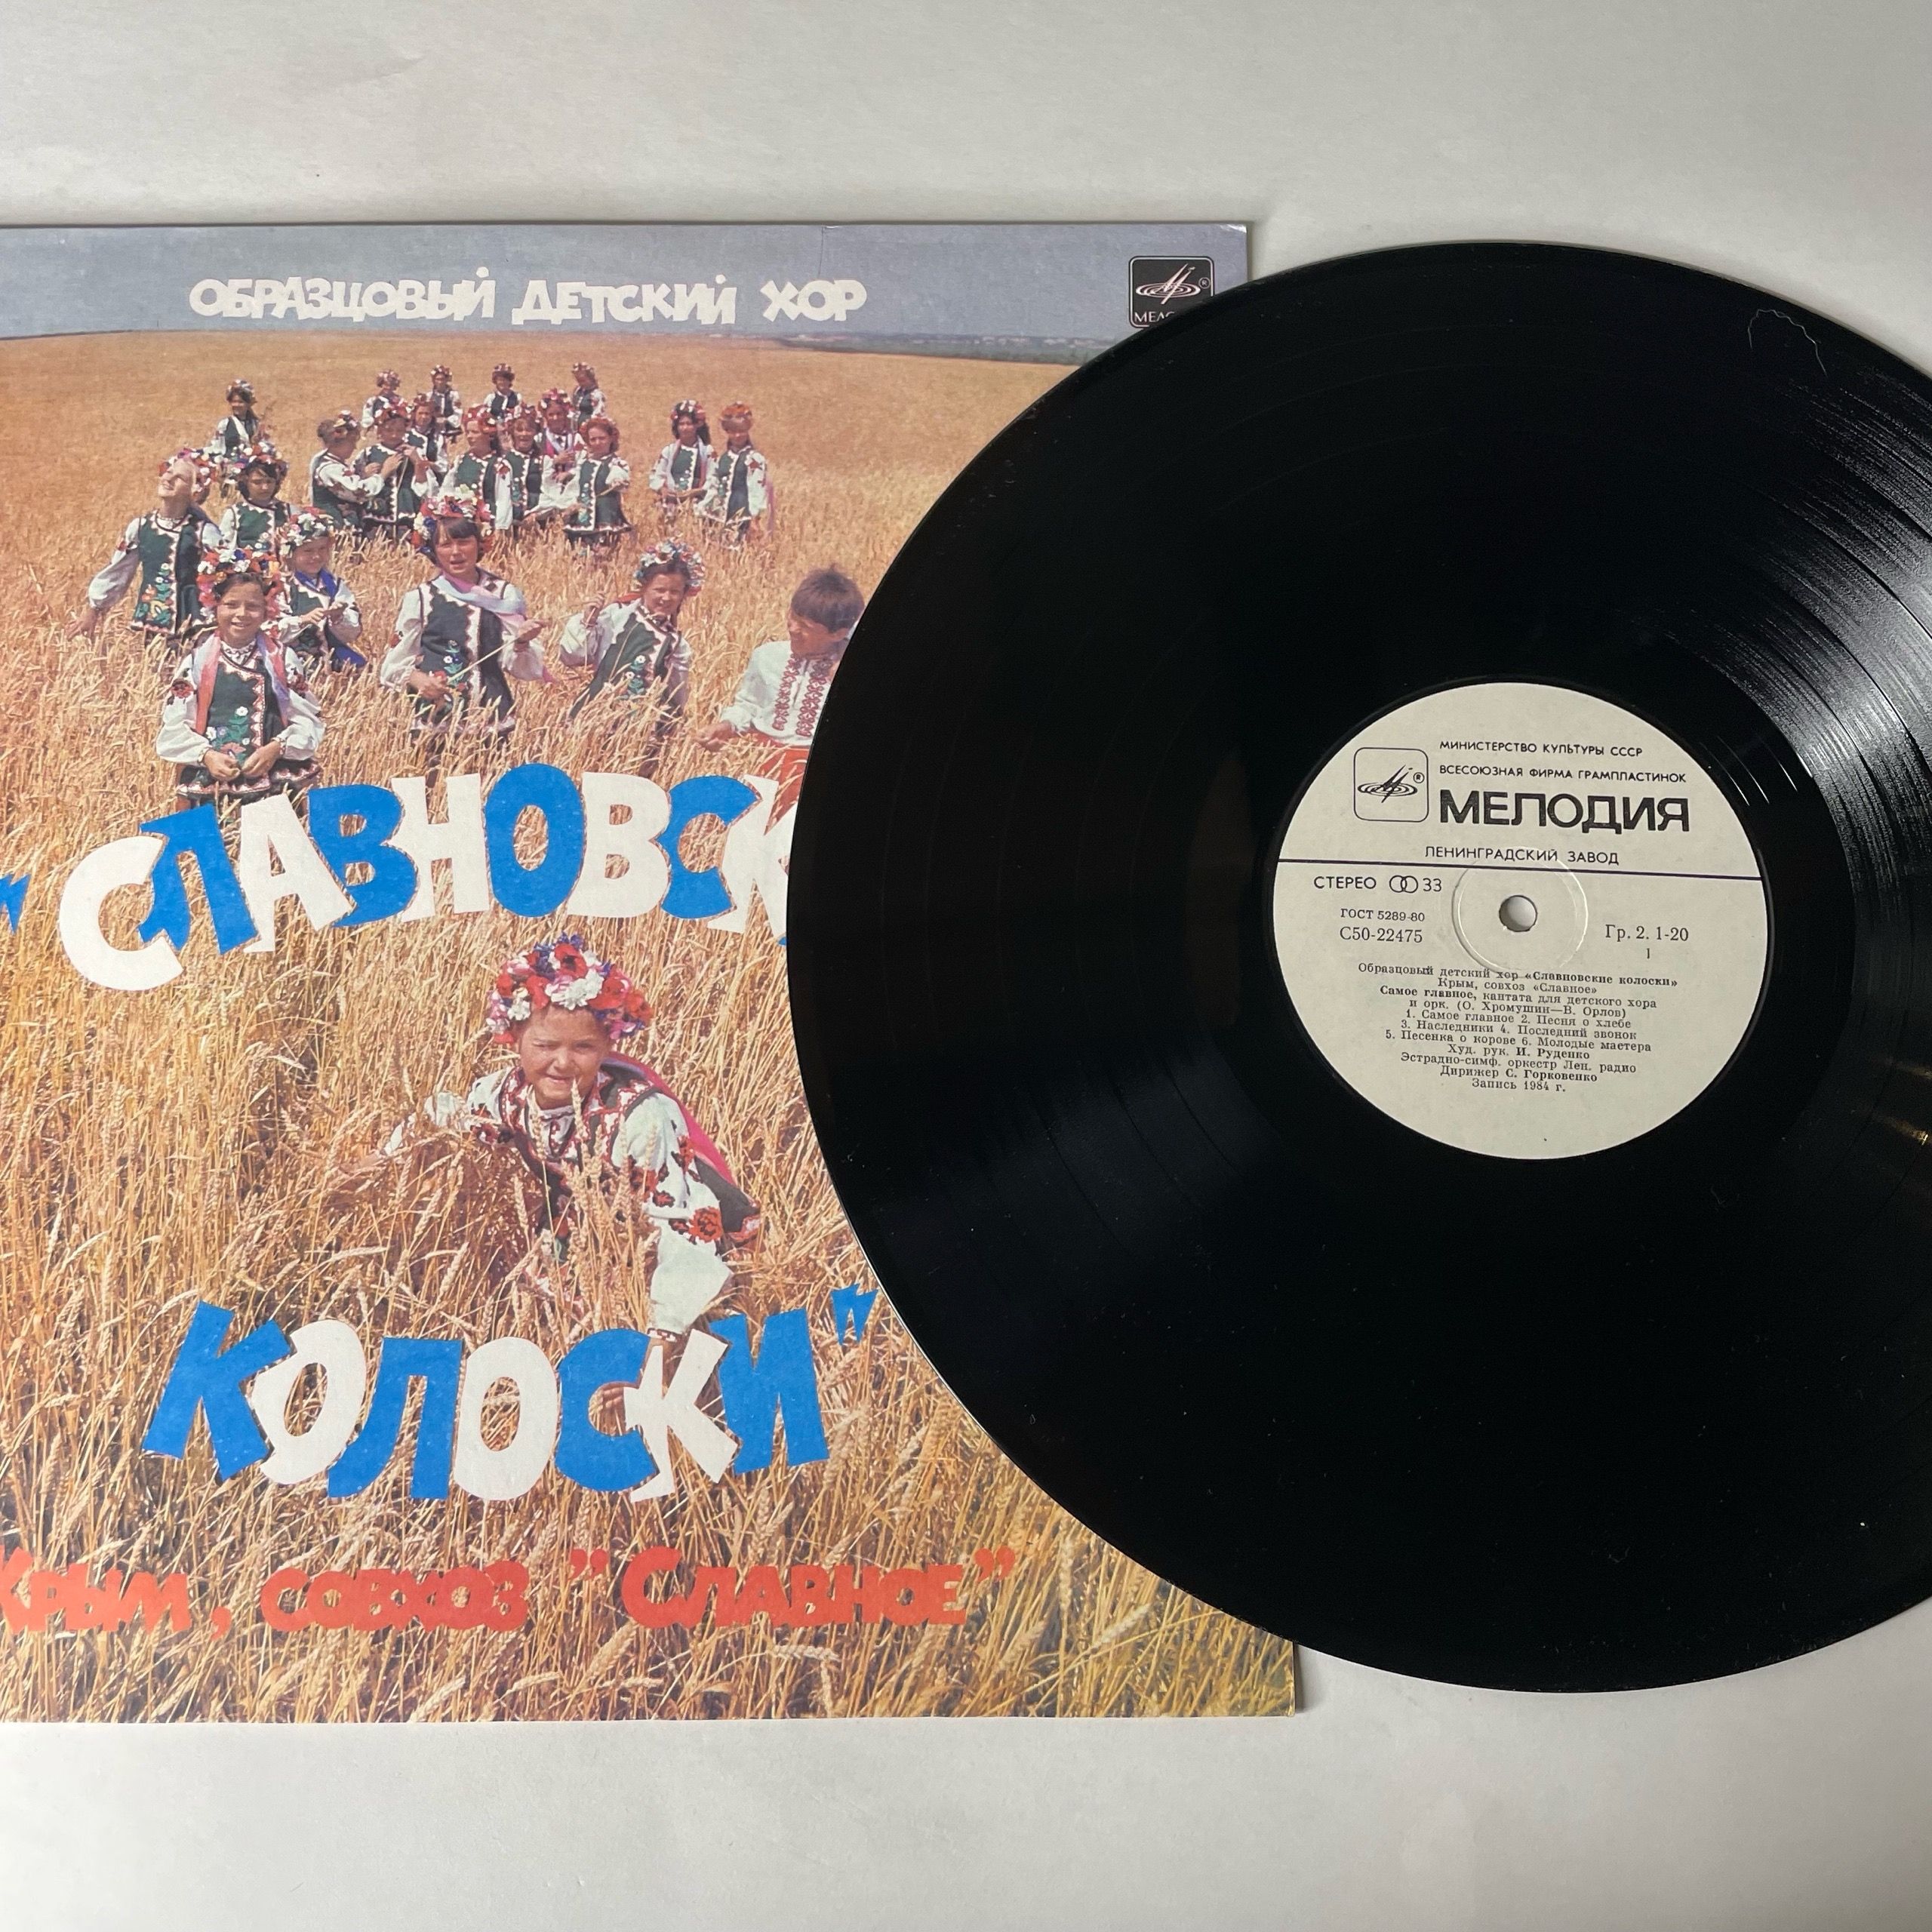 ОБРАЗЦОВЫЙ ДЕТСКИЙ ХОР
"СЛАВНОВСК
КОЛОСКИ"
Крым, совхоз "Славное"
МИНИСТЕРСТВО КУЛЬТУРЫ СССР
ВСЕСОЮЗНАЯ ФИРМА ГРАМПЛАСТИНОК
МЕЛОДИЯ
ЛЕНИНГРАДСКИЙ ЗАВОД
СТЕРЕО 33
ГОСТ 5289-80
С50-22475
Гр. 2. 1-20
1
Образцовый детский хор «Славновские колоски»
Крым, совхоз «Славное»
Самое главное, кантата для детского хора
и орк. (О. Хромушин—В. Орлов)
1. Самое главное 2. Песня о хлебе
3. Наследники 4. Последний звонок
5. Песенка о корове 6. Молодые мастера
Худ. рук. И. Руденко
Эстрадно-симф. оркестр Лен. радио
Дирижер С. Горковенко
Запись 1984 г.